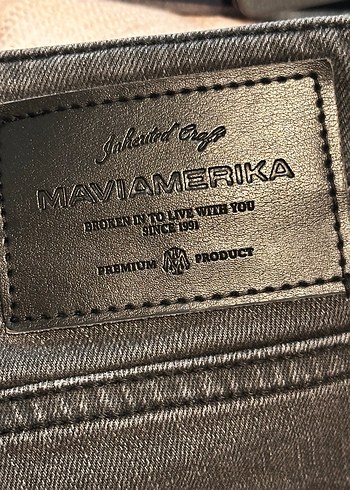 Inherited Craft
MAVIAMERIKA
BROKEN IN TO LIVE WITH YOU
SINCE 1991
PREMIUM PRODUCT